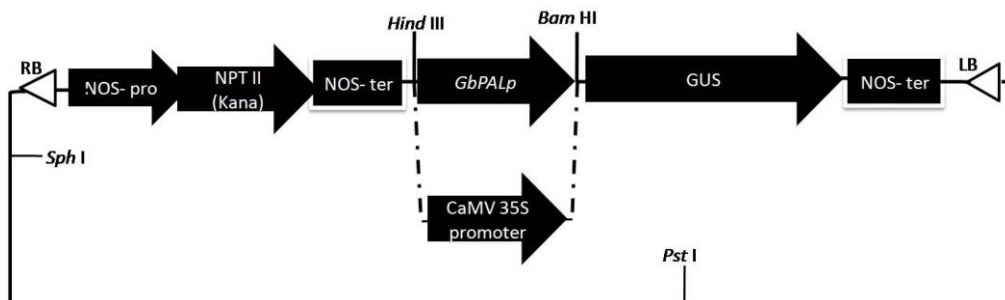 Hind III
Bam HI
RB
NOS- pro
NPT II
(Kana)
NOS- ter
GbPALp
GUS
NOS- ter
LB
Sph I
CaMV 35S
promoter
Pst I